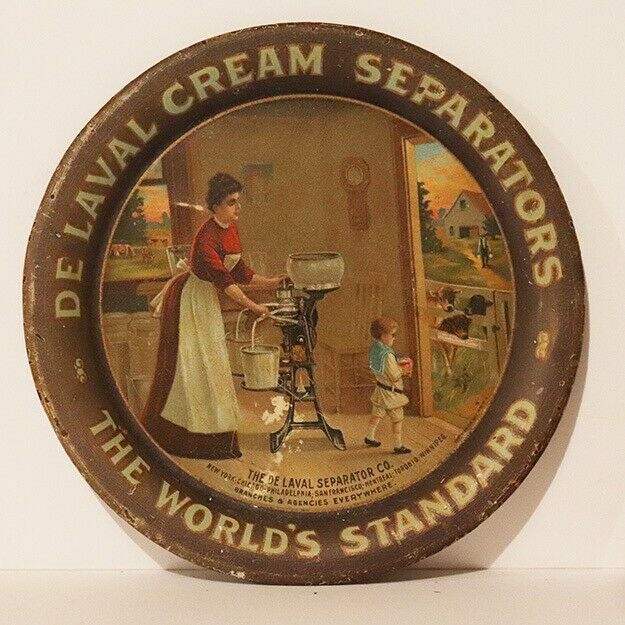 DE LAVAL CREAM SEPARATORS
THE DE LAVAL SEPARATOR CO.
NEW YORK, CHICAGO, PHILADELPHIA, SAN FRANCISCO, MONTREAL, TORONTO, WINNIPEG
BRANCHES & AGENCIES EVERYWHERE
THE WORLD'S STANDARD